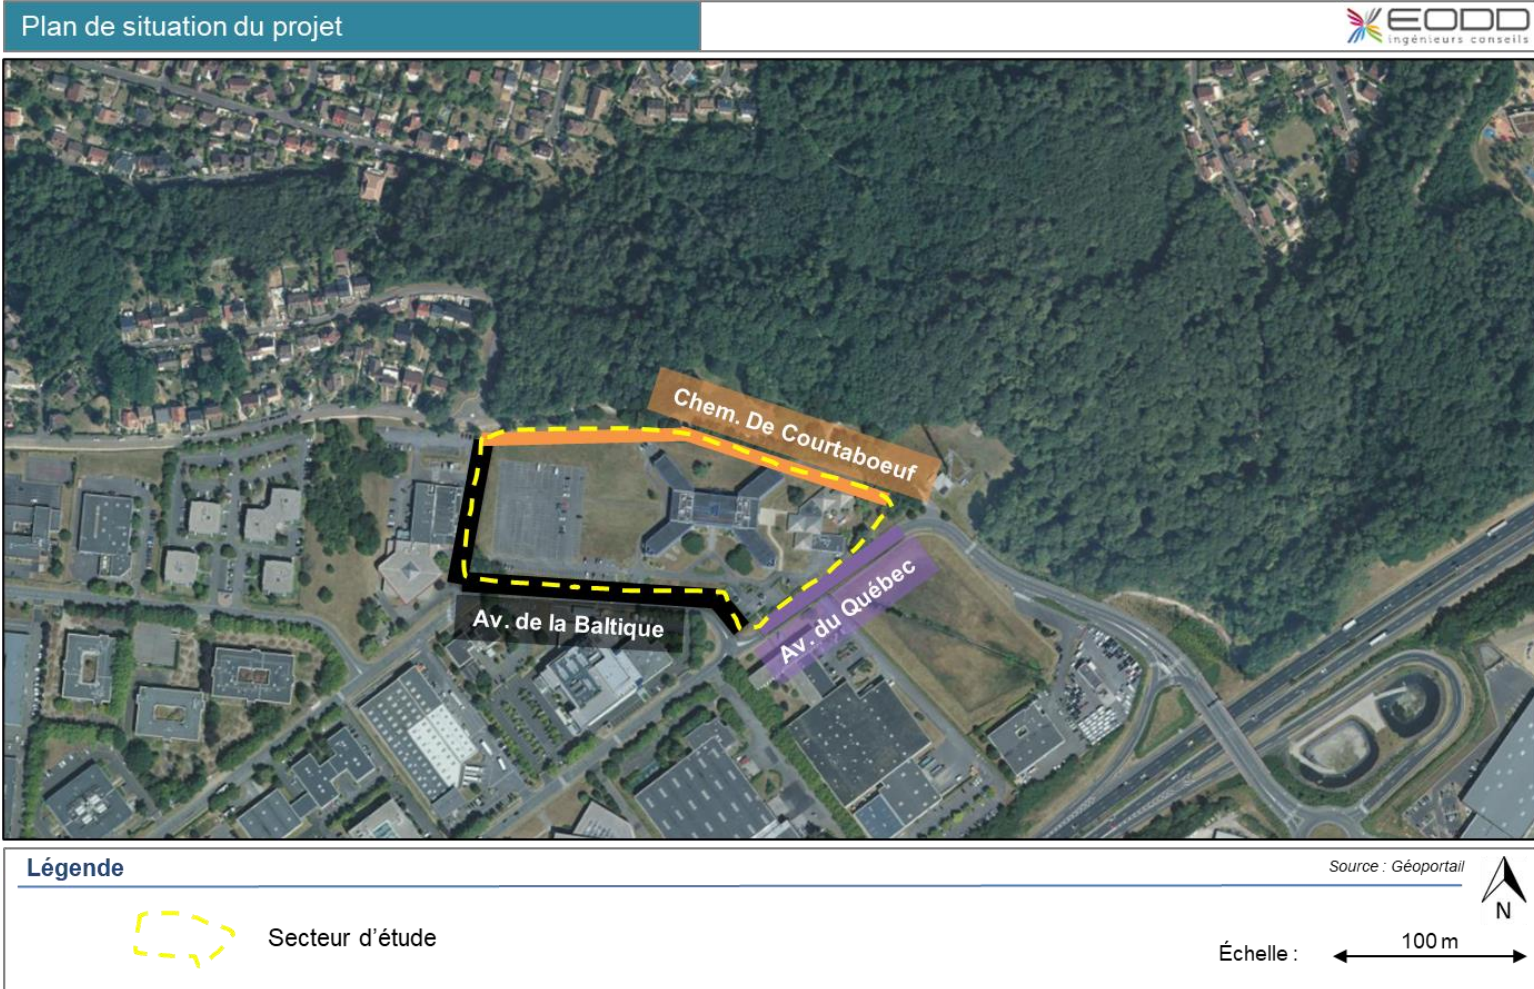 Plan de situation du projet
EODD
ingénieurs conseils
Chem. De Courtaboeuf
Av. de la Baltique
Av. du Québec
Légende
Source : Géoportail
N
Secteur d'étude
Échelle :
100 m